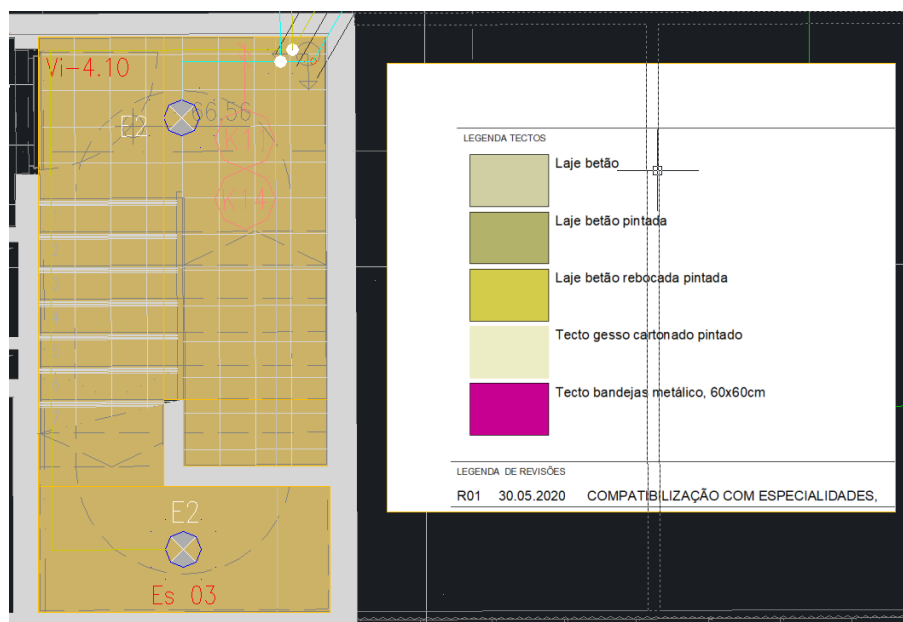 Vi-4.10
66.56
E2
K1
K14
E2
Es 03
LEGENDA TECTOS
Laje betão
Laje betão pintada
Laje betão rebocada pintada
Tecto gesso cartonado pintado
Tecto bandejas metálico, 60x60cm
LEGENDA DE REVISÕES
R01 30.05.2020 COMPATIBILIZAÇÃO COM ESPECIALIDADES,